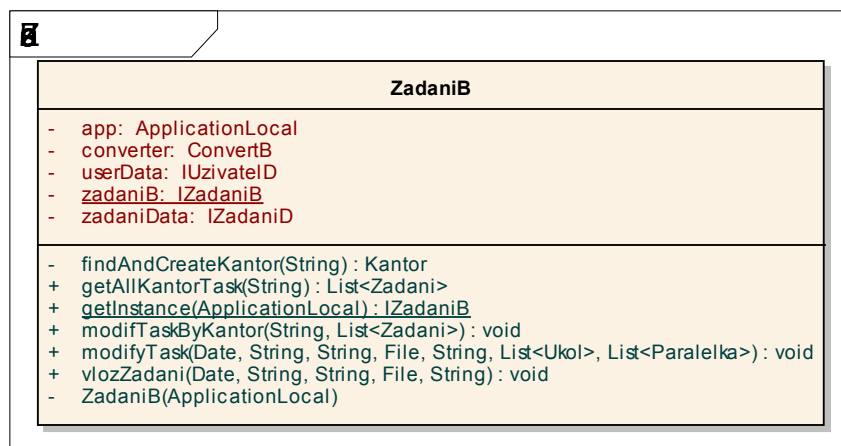 ZadaniB
- app: ApplicationLocal
- converter: ConvertB
- userData: IUzivatelD
- zadaniB: IZadaniB
- zadaniData: IZadaniD
- findAndCreateKantor(String) : Kantor
+ getAllKantorTask(String) : List<Zadani>
+ getInstance(ApplicationLocal) : IZadaniB
+ modifTaskByKantor(String, List<Zadani>) : void
+ modifyTask(Date, String, String, File, String, List<Ukol>, List<Paralelka>) : void
+ vlozZadani(Date, String, String, File, String) : void
- ZadaniB(ApplicationLocal)